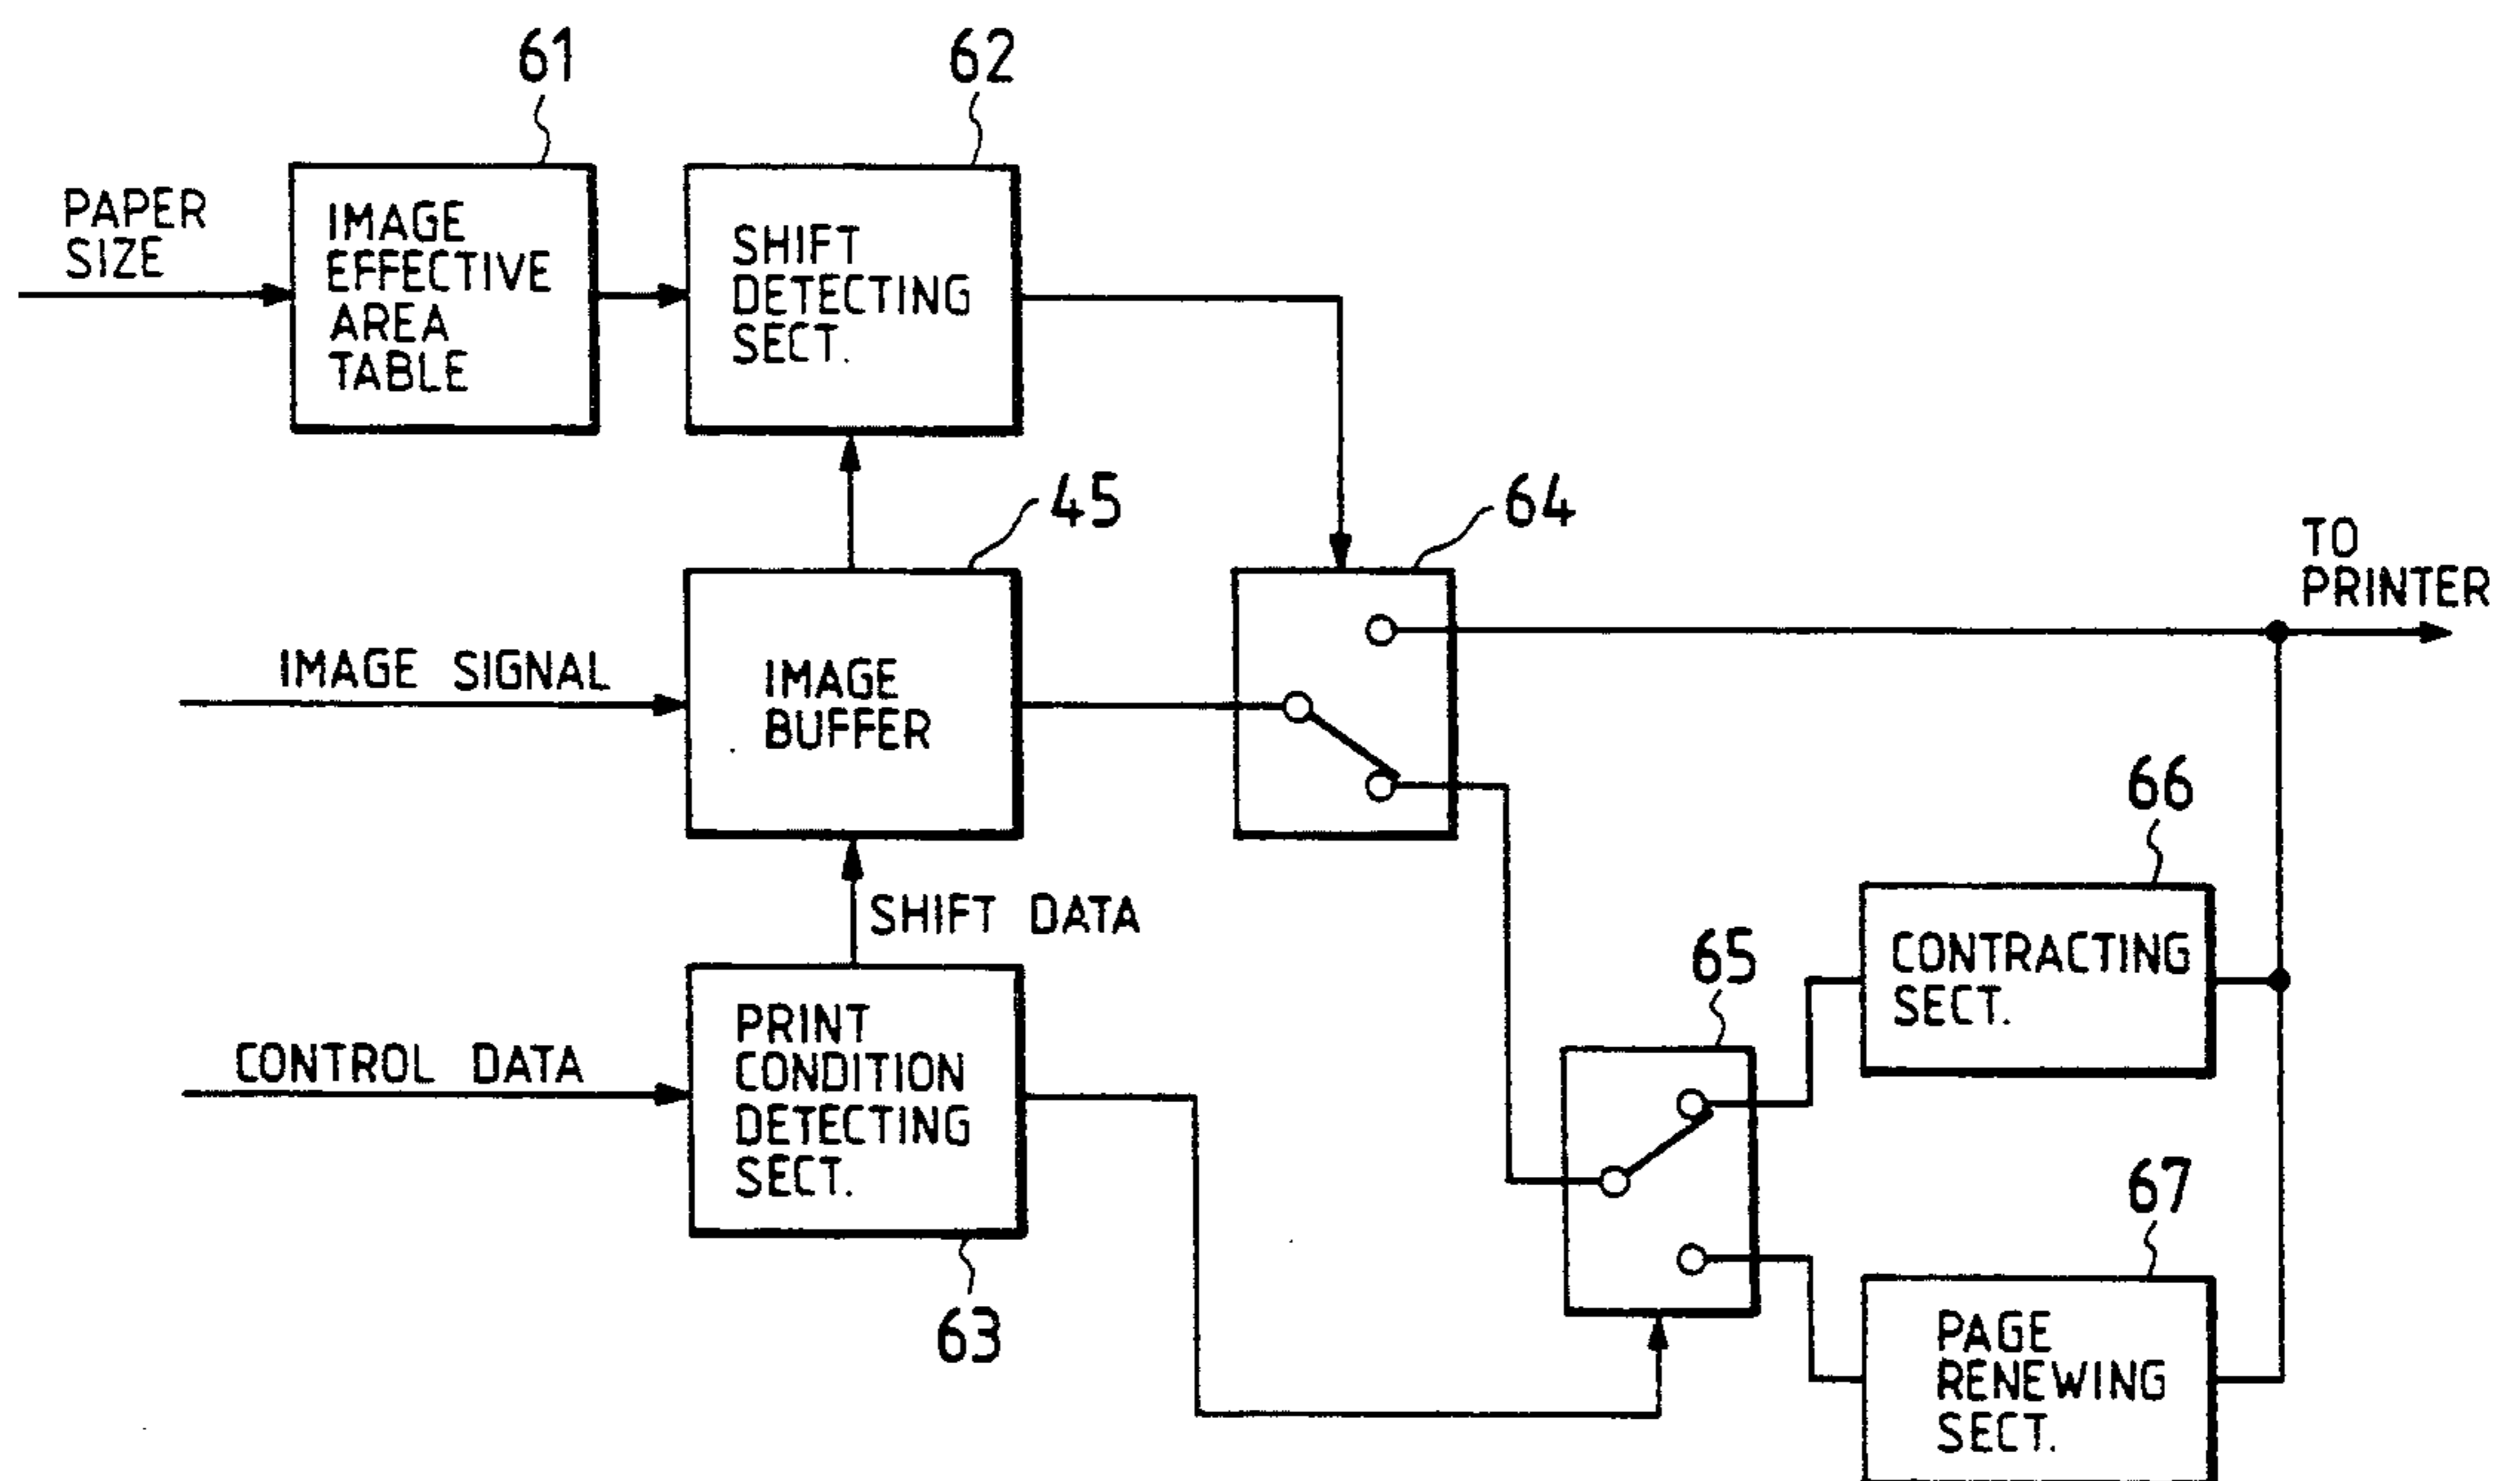 61
62
PAPER
SIZE
IMAGE
EFFECTIVE
AREA
TABLE
SHIFT
DETECTING
SECT.
45
64
TO
PRINTER
IMAGE SIGNAL
IMAGE
BUFFER
66
SHIFT DATA
65
CONTRACTING
SECT.
CONTROL DATA
PRINT
CONDITION
DETECTING
SECT.
67
63
PAGE
RENEWING
SECT.